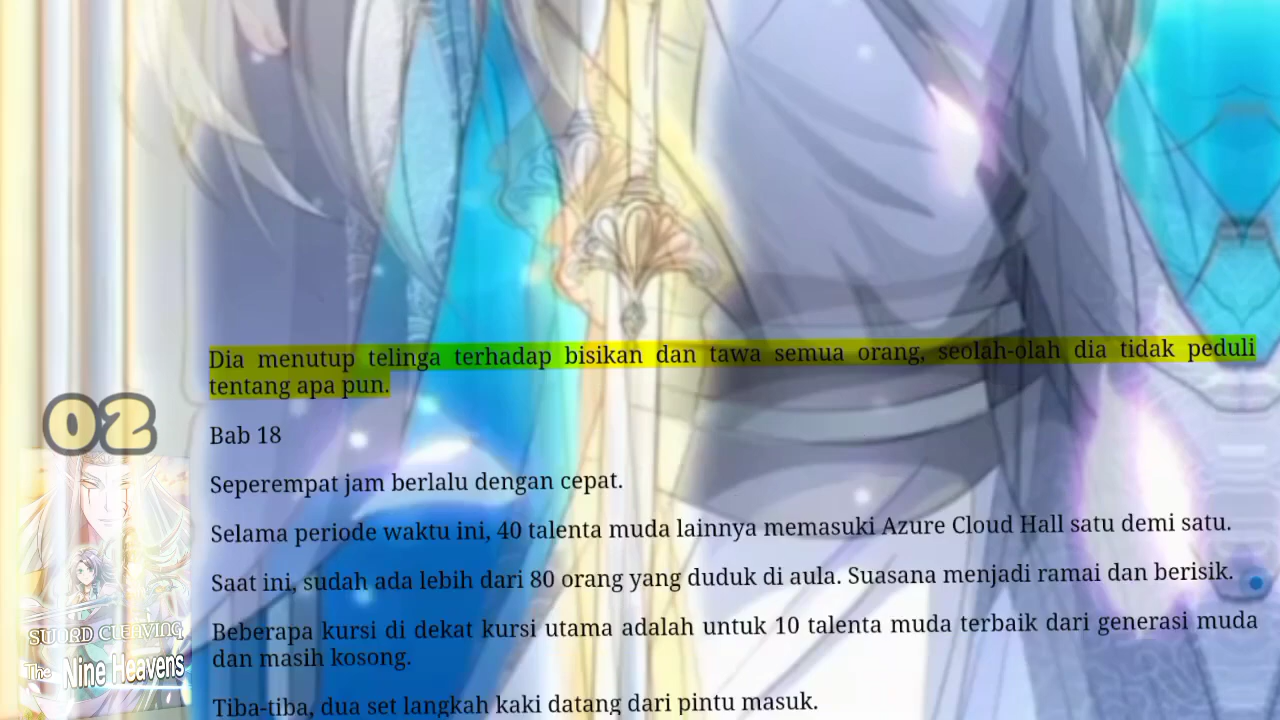 Dia menutup telinga terhadap bisikan dan tawa semua orang, seolah-olah dia tidak peduli
tentang apa pun.
02
Bab 18
Seperempat jam berlalu dengan cepat.
Selama periode waktu ini, 40 talenta muda lainnya memasuki Azure Cloud Hall satu demi satu.
Saat ini, sudah ada lebih dari 80 orang yang duduk di aula. Suasana menjadi ramai dan berisik.
Beberapa kursi di dekat kursi utama adalah untuk 10 talenta muda terbaik dari generasi muda
dan masih kosong.
Tiba-tiba, dua set langkah kaki datang dari pintu masuk.
SWORD CLEAVING
The Nine Heavens